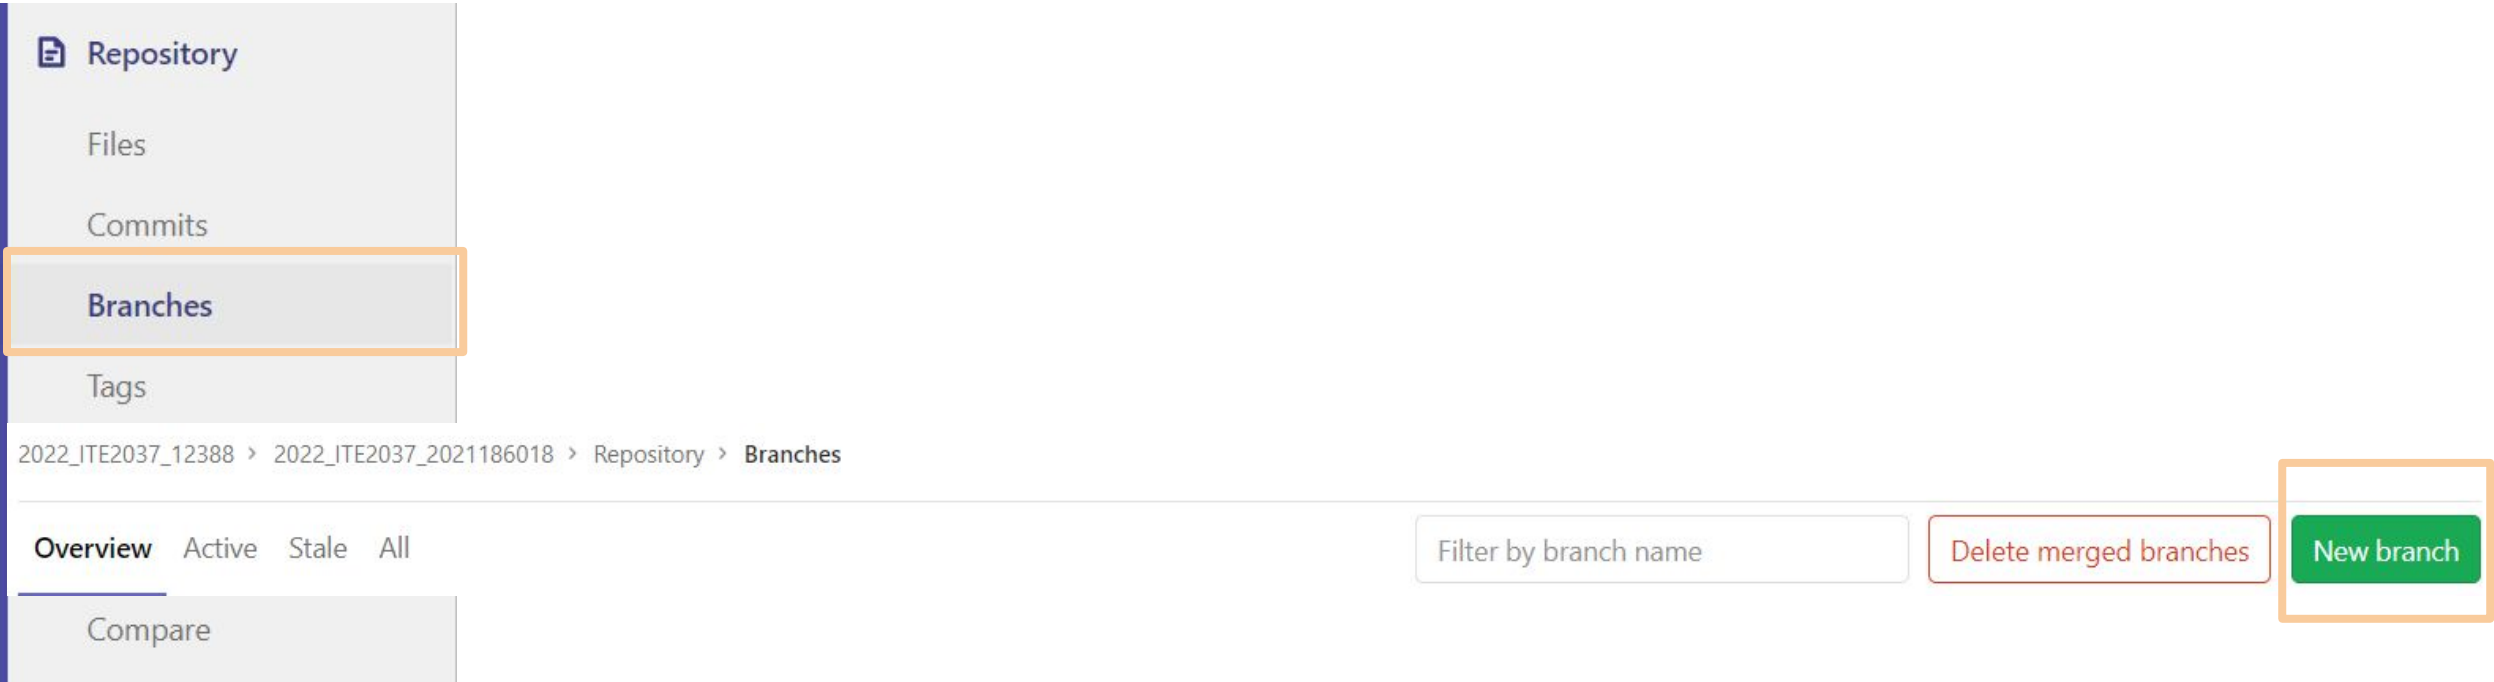 Repository
Files
Commits
Branches
Tags
2022_ITE2037_12388 > 2022_ITE2037_2021186018 > Repository > Branches
Overview Active Stale All Filter by branch name Delete merged branches New branch
Compare